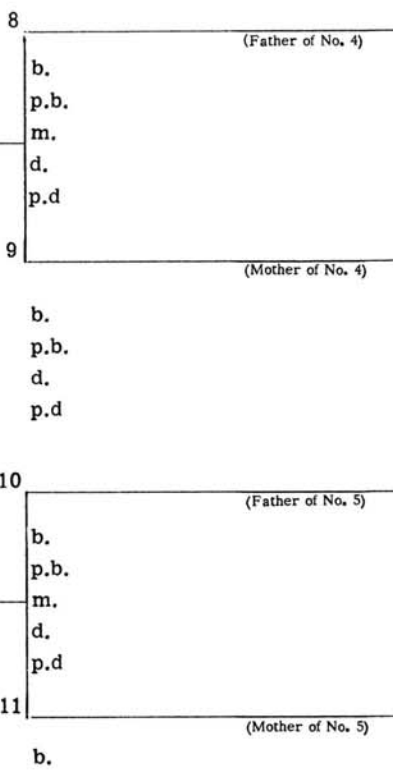 8
(Father of No. 4)
b.
p.b.
m.
d.
p.d
9
(Mother of No. 4)
b.
p.b.
d.
p.d
10
(Father of No. 5)
b.
p.b.
m.
d.
p.d
11
(Mother of No. 5)
b.